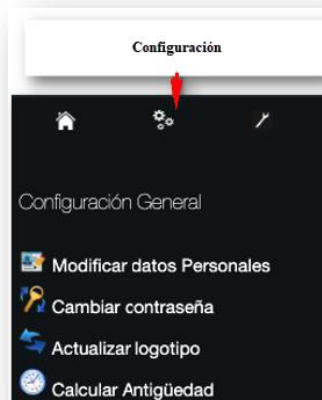 Configuración
Configuración General
Modificar datos Personales
Cambiar contraseña
Actualizar logotipo
Calcular Antigüedad